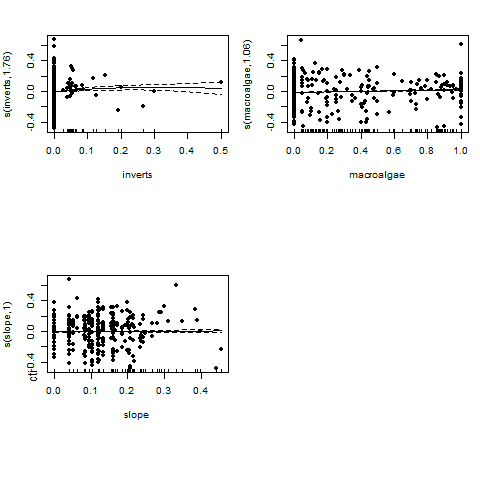 s(inverts,1.76)
-0.4 0.0 0.4
0.0 0.1 0.2 0.3 0.4 0.5
inverts
s(macroalgae,1.06)
-0.4 0.0 0.4
0.0 0.2 0.4 0.6 0.8 1.0
macroalgae
s(slope,1)
-0.4 0.0 0.4
0.0 0.1 0.2 0.3 0.4
slope